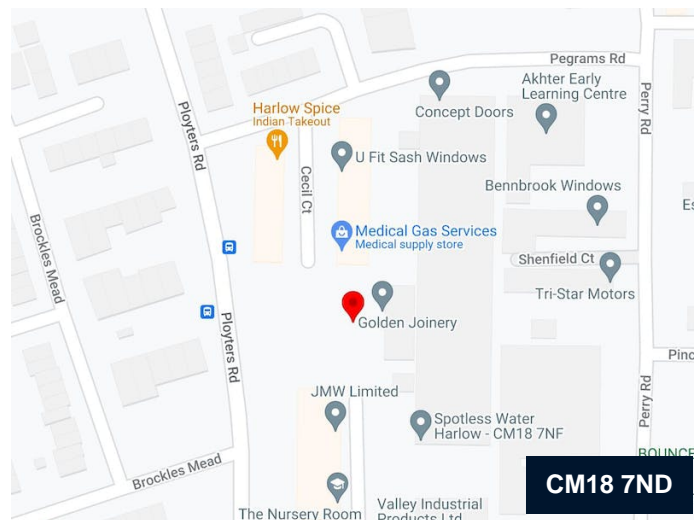 Pegrams Rd
Akhter Early
Learning Centre
Concept Doors
Perry Rd
Ployters Rd
Harlow Spice
Indian Takeout
U Fit Sash Windows
Cecil Ct
Bennbrook Windows
Es
Brockles Mead
Medical Gas Services
Medical supply store
Shenfield Ct
Tri-Star Motors
Golden Joinery
Ployters Rd
Pinc
Perry Rd
JMW Limited
Spotless Water
Harlow - CM18 7NF
Brockles Mead
BOUNCE
CM18 7ND
The Nursery Room
Valley Industrial
Products Ltd